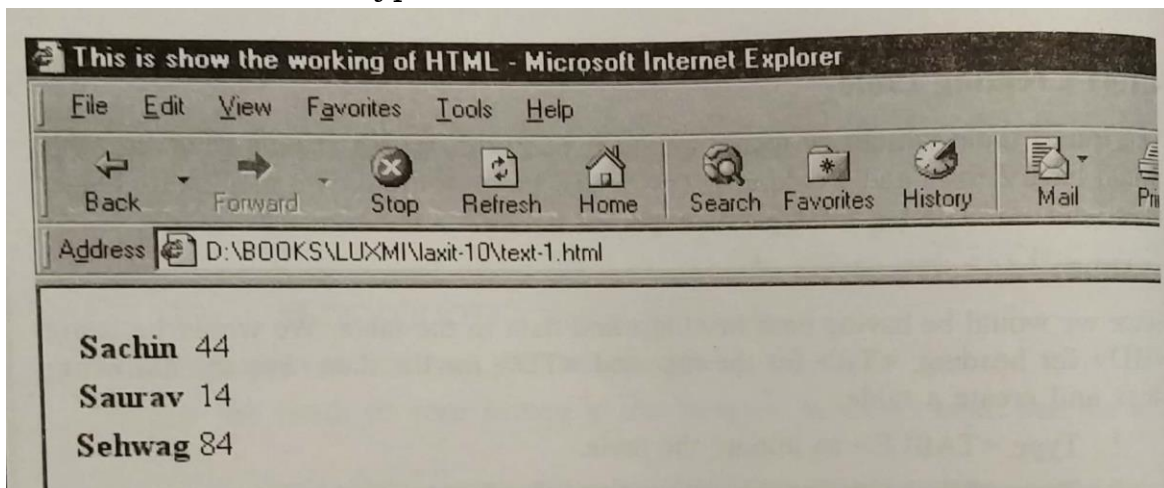 This is show the working of HTML - Microsoft Internet Explorer
File Edit View Favorites Tools Help
Back Forward Stop Refresh Home Search Favorites History Mail
Address D:\BOOKS\LUXMI\laxit-10\text-1.html
Sachin 44
Saurav 14
Sehwag 84